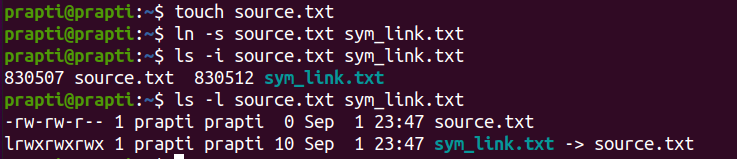 prapti@prapti:~$ touch source.txt
prapti@prapti:~$ ln -s source.txt sym_link.txt
prapti@prapti:~$ ls -i source.txt sym_link.txt
830507 source.txt  830512 sym_link.txt
prapti@prapti:~$ ls -l source.txt sym_link.txt
-rw-rw-r-- 1 prapti prapti  0 Sep  1 23:47 source.txt
lrwxrwxrwx 1 prapti prapti 10 Sep  1 23:47 sym_link.txt -> source.txt
prapti@prapti:~$